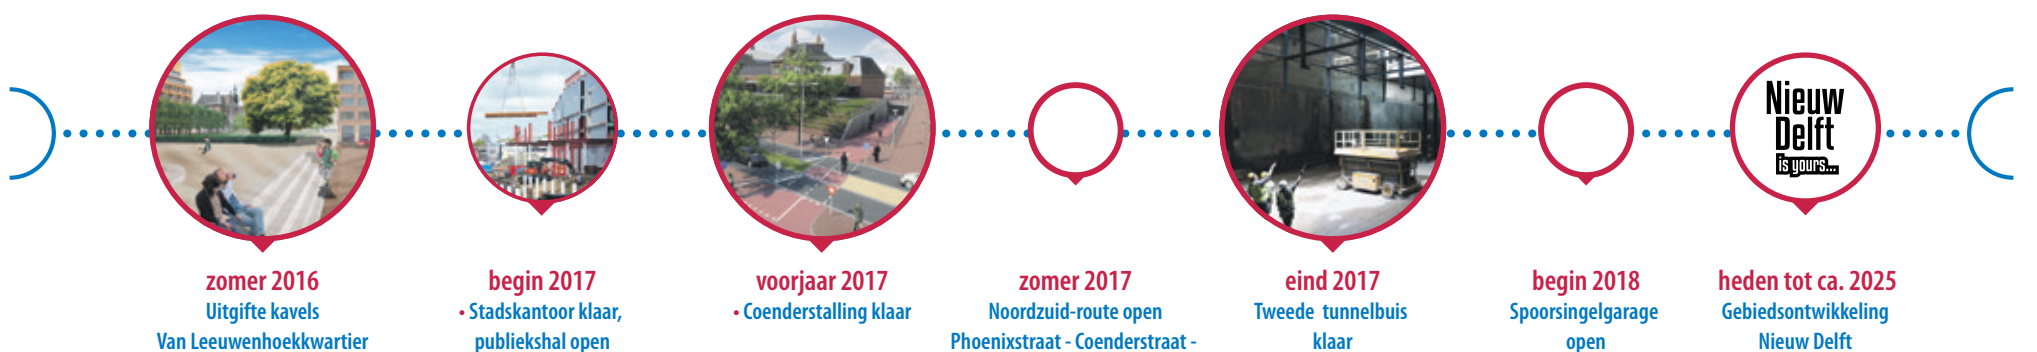 Nieuw
Delft
is yours...
zomer 2016
Uitgifte kavels
Van Leeuwenhoekkwartier
begin 2017
• Stadskantoor klaar,
publiekshal open
voorjaar 2017
• Coenderstalling klaar
zomer 2017
Noordzuid-route open
Phoenixstraat - Coenderstraat -
eind 2017
Tweede tunnelbuis
klaar
begin 2018
Spoorsingelgarage
open
heden tot ca. 2025
Gebiedsontwikkeling
Nieuw Delft